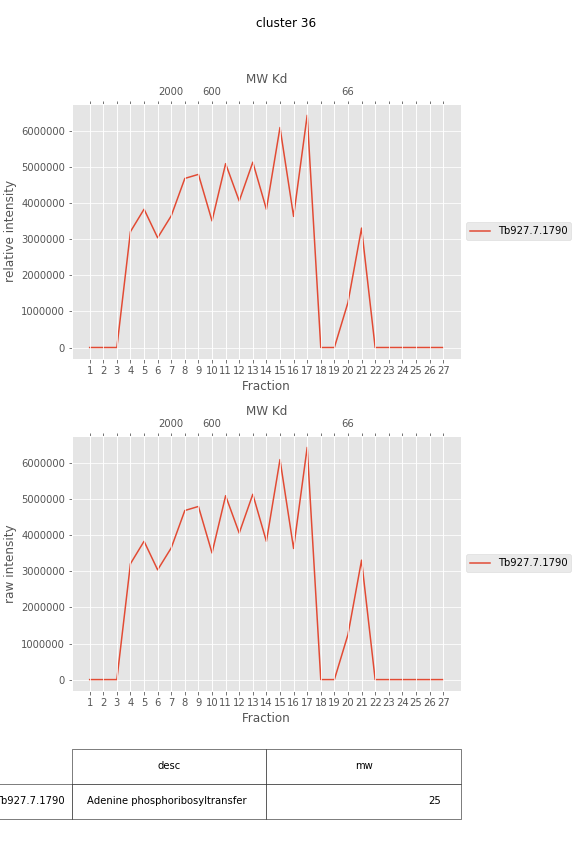 cluster 36
MW Kd
2000 600 66
6000000
5000000
4000000
3000000
2000000
1000000
0
relative intensity
Tb927.7.1790
1 2 3 4 5 6 7 8 9 10 11 12 13 14 15 16 17 18 19 20 21 22 23 24 25 26 27
Fraction
MW Kd
2000 600 66
6000000
5000000
4000000
3000000
2000000
1000000
0
raw intensity
Tb927.7.1790
1 2 3 4 5 6 7 8 9 10 11 12 13 14 15 16 17 18 19 20 21 22 23 24 25 26 27
Fraction
desc mw
b927.7.1790 Adenine phosphoribosyltransfer 25